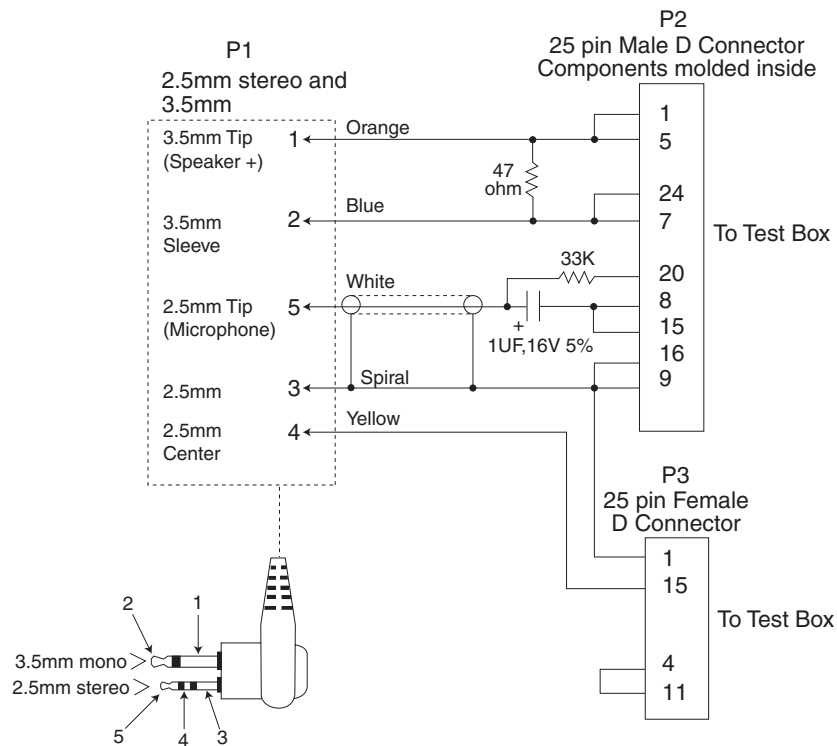 P1
2.5mm stereo and
3.5mm
P2
25 pin Male D Connector
Components molded inside
3.5mm Tip
(Speaker +)
1
Orange
47
ohm
1
5
3.5mm
Sleeve
2
Blue
24
7
To Test Box
2.5mm Tip
(Microphone)
5
White
33K
+
1UF,16V 5%
20
8
15
16
9
2.5mm
3
Spiral
2.5mm
Center
4
Yellow
P3
25 pin Female
D Connector
1
15
To Test Box
4
11
2
1
3.5mm mono
2.5mm stereo
5
4
3